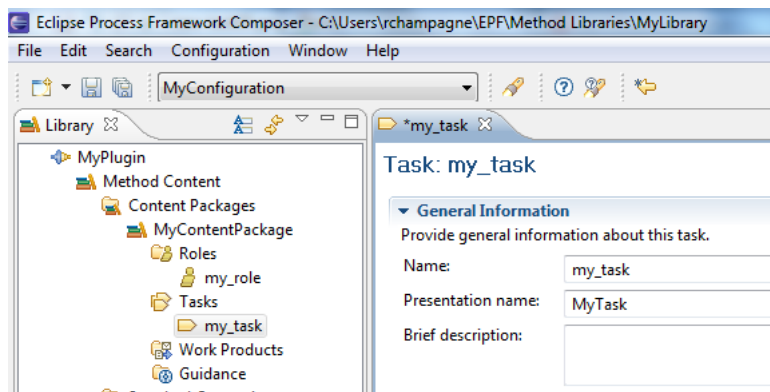 Eclipse Process Framework Composer - C:\Users\rchampagne\EPF\Method Libraries\MyLibrary
File Edit Search Configuration Window Help
MyConfiguration
Library
MyPlugin
Method Content
Content Packages
MyContentPackage
Roles
my_role
Tasks
my_task
Work Products
Guidance
*my_task
Task: my_task
General Information
Provide general information about this task.
Name: my_task
Presentation name: MyTask
Brief description: